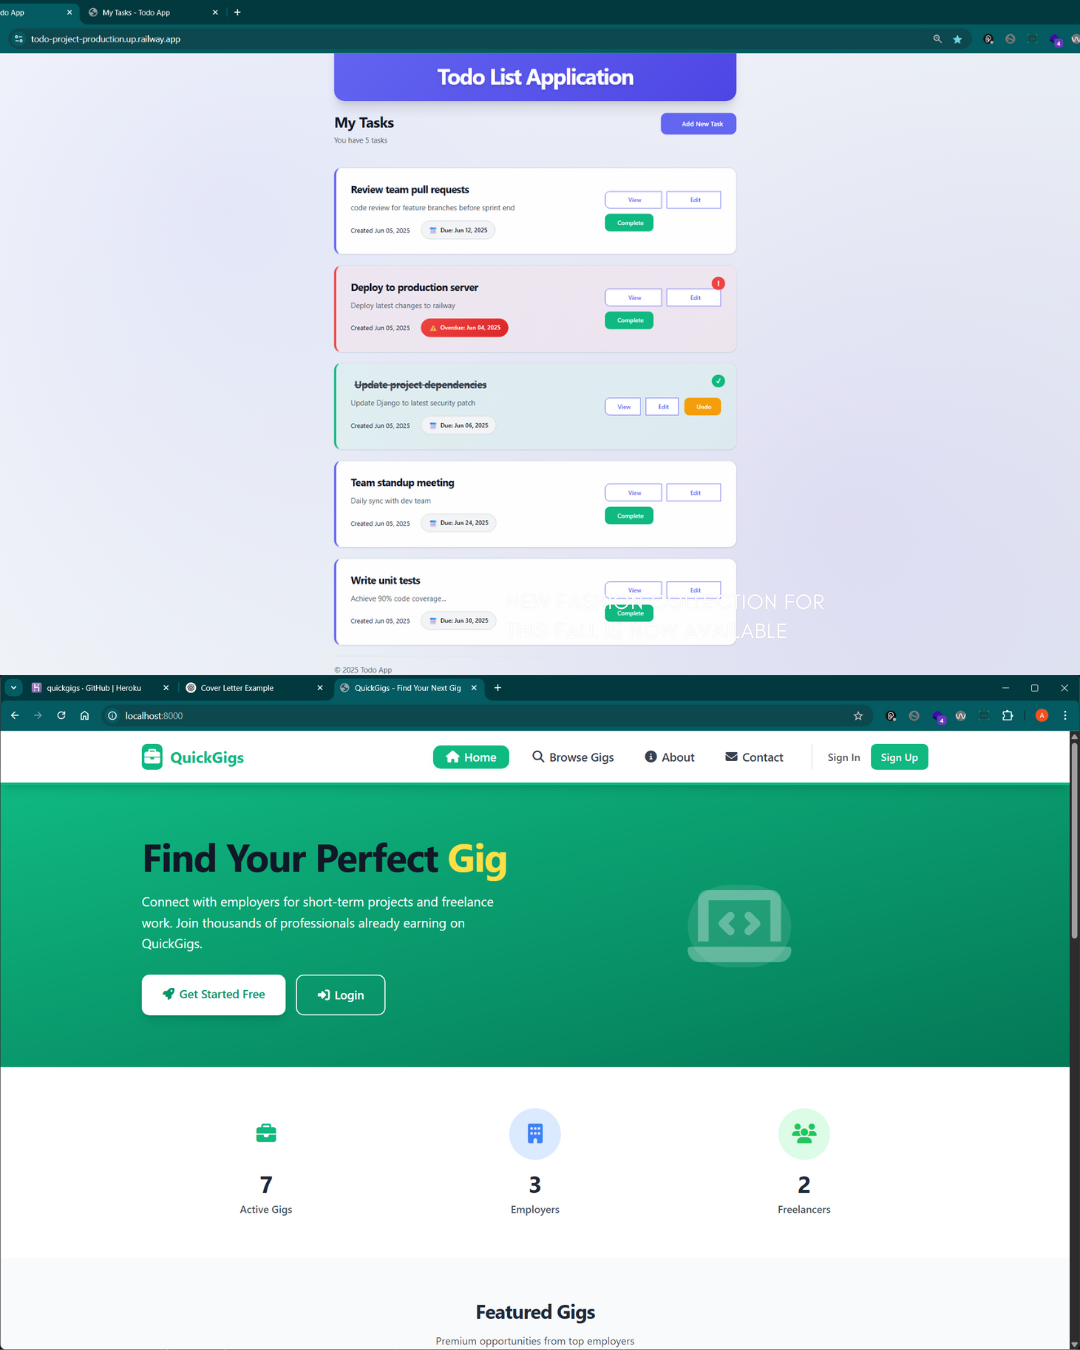 do App
My Tasks - Todo App
todo-project-production.up.railway.app
4
Todo List Application
My Tasks
You have 5 tasks
Add New Task
Review team pull requests
code review for feature branches before sprint end
Created Jun 05, 2025
Due: Jun 12, 2025
View
Edit
Complete
Deploy to production server
Deploy latest changes to railway
Created Jun 05, 2025
Overdue: Jun 04, 2025
!
View
Edit
Complete
Update project dependencies
Update Django to latest security patch
Created Jun 05, 2025
Due: Jun 06, 2025
View
Edit
Undo
Team standup meeting
Daily sync with dev team
Created Jun 05, 2025
Due: Jun 24, 2025
View
Edit
Complete
Write unit tests
Achieve 90% code coverage...
Created Jun 05, 2025
Due: Jun 30, 2025
View
Edit
Complete
NEW FASHION COLLECTION FOR
THIS FALL IS NOW AVAILABLE
© 2025 Todo App
quickgigs · GitHub | Heroku
Cover Letter Example
QuickGigs - Find Your Next Gig
localhost:8000
4
A
QuickGigs
Home
Browse Gigs
About
Contact
Sign In
Sign Up
Find Your Perfect Gig
Connect with employers for short-term projects and freelance
work. Join thousands of professionals already earning on
QuickGigs.
Get Started Free
Login
7
Active Gigs
3
Employers
2
Freelancers
Featured Gigs
Premium opportunities from top employers